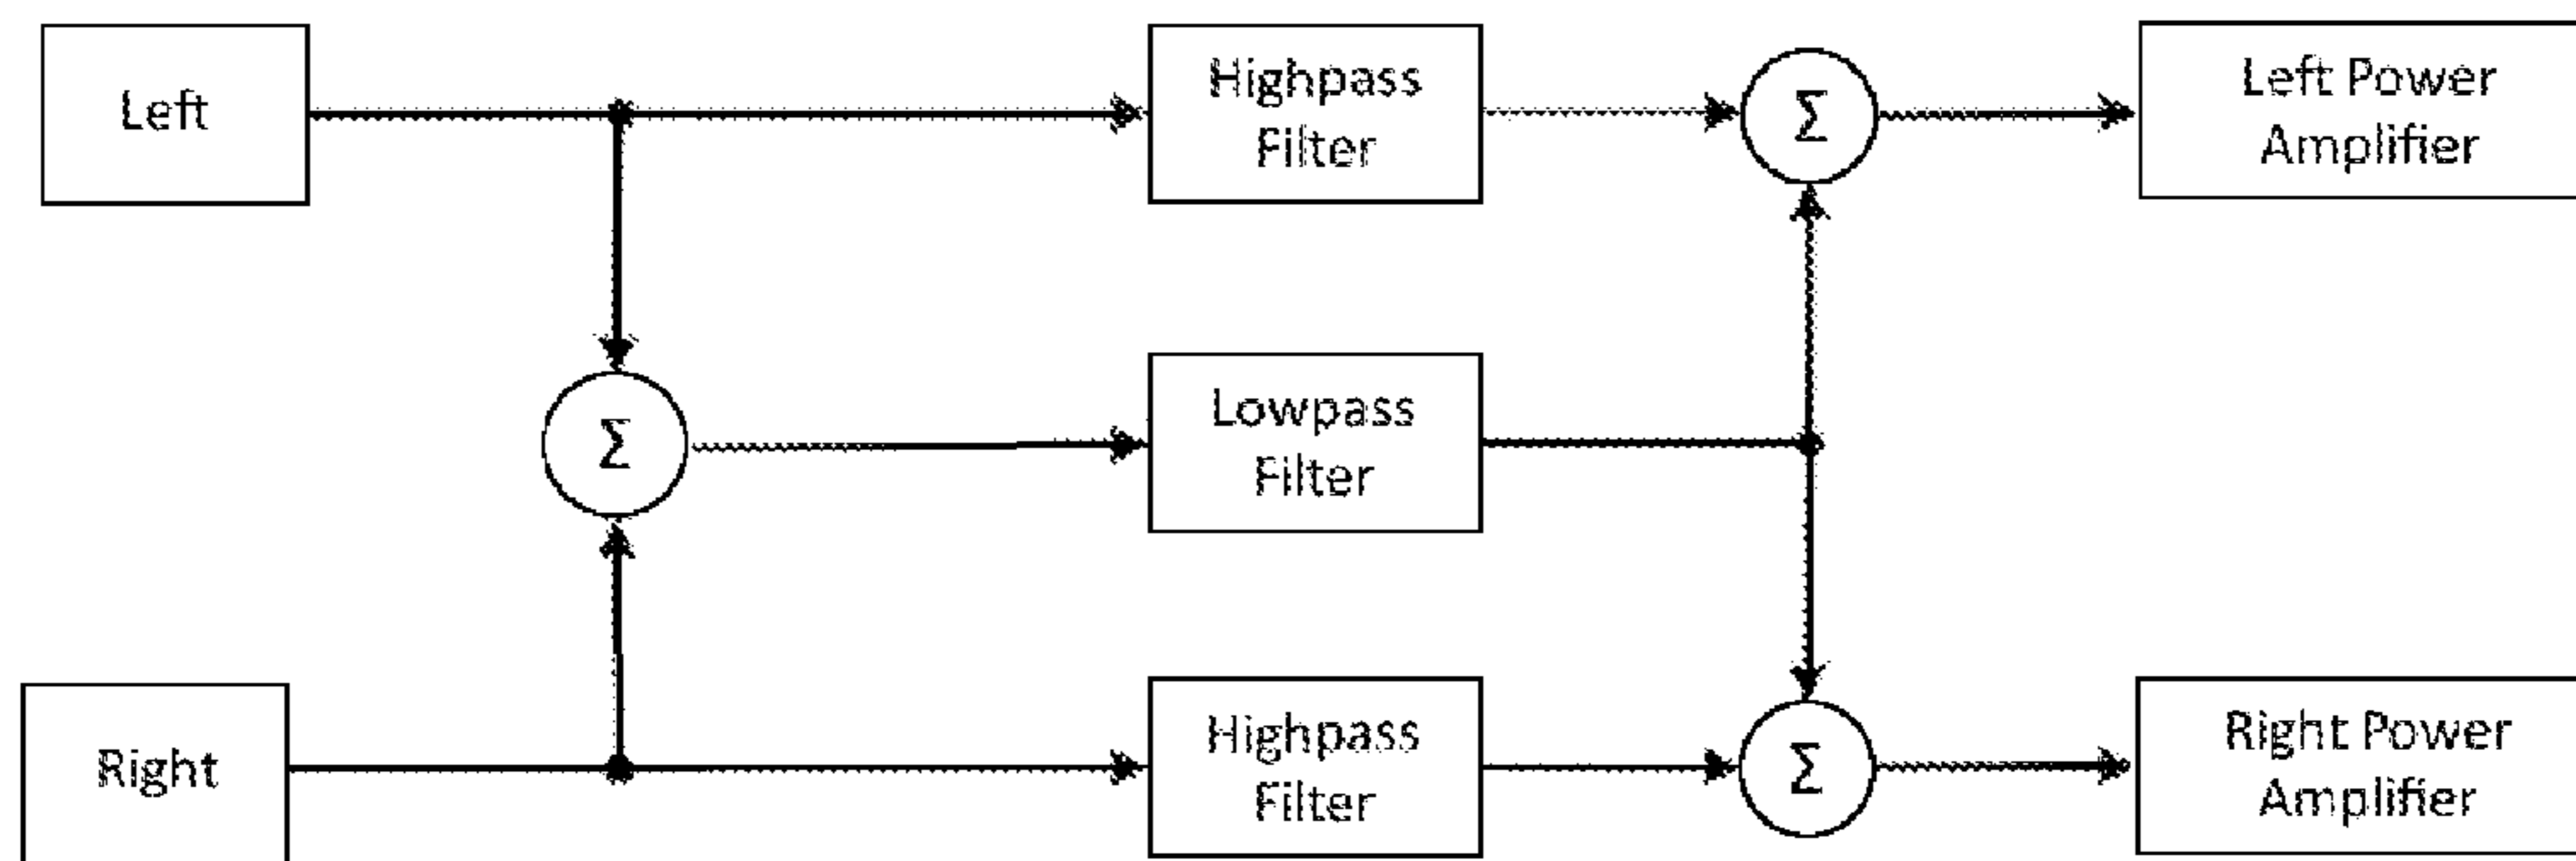 Left
Highpass
Filter
Σ
Left Power
Amplifier
Σ
Lowpass
Filter
Right
Highpass
Filter
Σ
Right Power
Amplifier